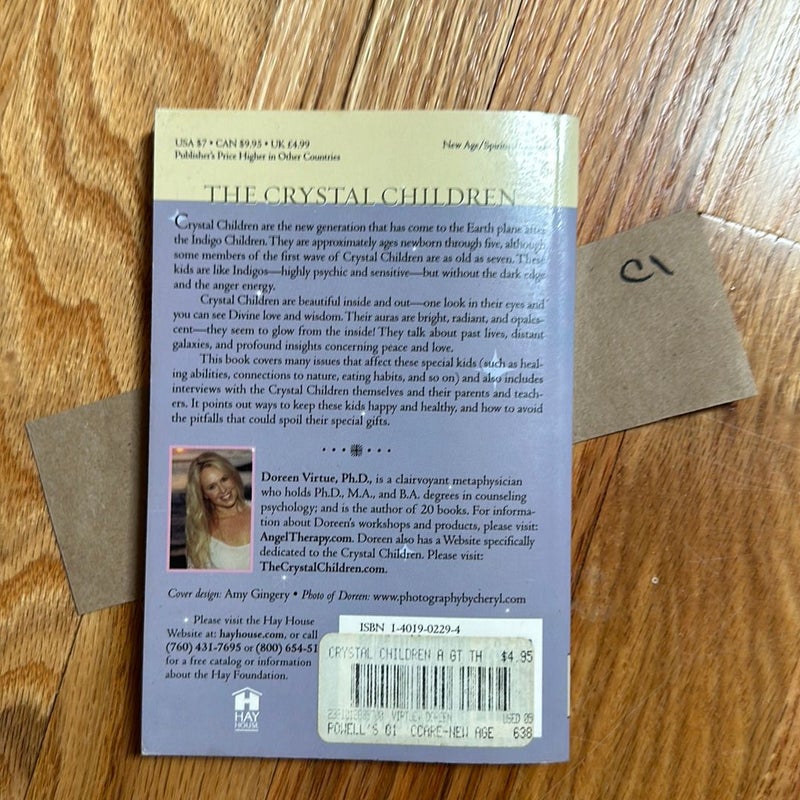 USA $7 • CAN $9.95 • UK £4.99
Publisher's Price Higher in Other Countries
New Age/
THE CRYSTAL CHILDREN
Crystal Children are the new generation that has come to the Earth plane after
the Indigo Children. They are approximately ages newborn through five, although
some members of the first wave of Crystal Children are as old as seven. These
kids are like Indigos—highly psychic and sensitive—but without the dark edge
and the anger energy.
Crystal Children are beautiful inside and out—one look in their eyes and
you can see Divine love and wisdom. Their auras are bright, radiant, and opales-
cent—they seem to glow from the inside! They talk about past lives, distant
galaxies, and profound insights concerning peace and love.
This book covers many issues that affect these special kids (such as heal-
ing abilities, connections to nature, eating habits, and so on) and also includes
interviews with the Crystal Children themselves and their parents and teach-
ers. It points out ways to keep these kids happy and healthy, and how to avoid
the pitfalls that could spoil their special gifts.
Doreen Virtue, Ph.D., is a clairvoyant metaphysician
who holds Ph.D., M.A., and B.A. degrees in counseling
psychology; and is the author of 20 books. For informa-
tion about Doreen's workshops and products, please visit:
AngelTherapy.com. Doreen also has a Website specifically
dedicated to the Crystal Children. Please visit:
TheCrystalChildren.com.
Cover design: Amy Gingery • Photo of Doreen: www.photographybycheryl.com
Please visit the Hay House
Website at: hayhouse.com, or call
(760) 431-7695 or (800) 654-51
for a free catalog or information
about the Hay Foundation.
HAY
HOUSE
ISBN 1-4019-0229-4
CRYSTAL CHILDREN A GT TH $4.95
VIRTUE, DOREEN USED 05
POWELL'S 01 CCARE-NEW AGE 638
C1